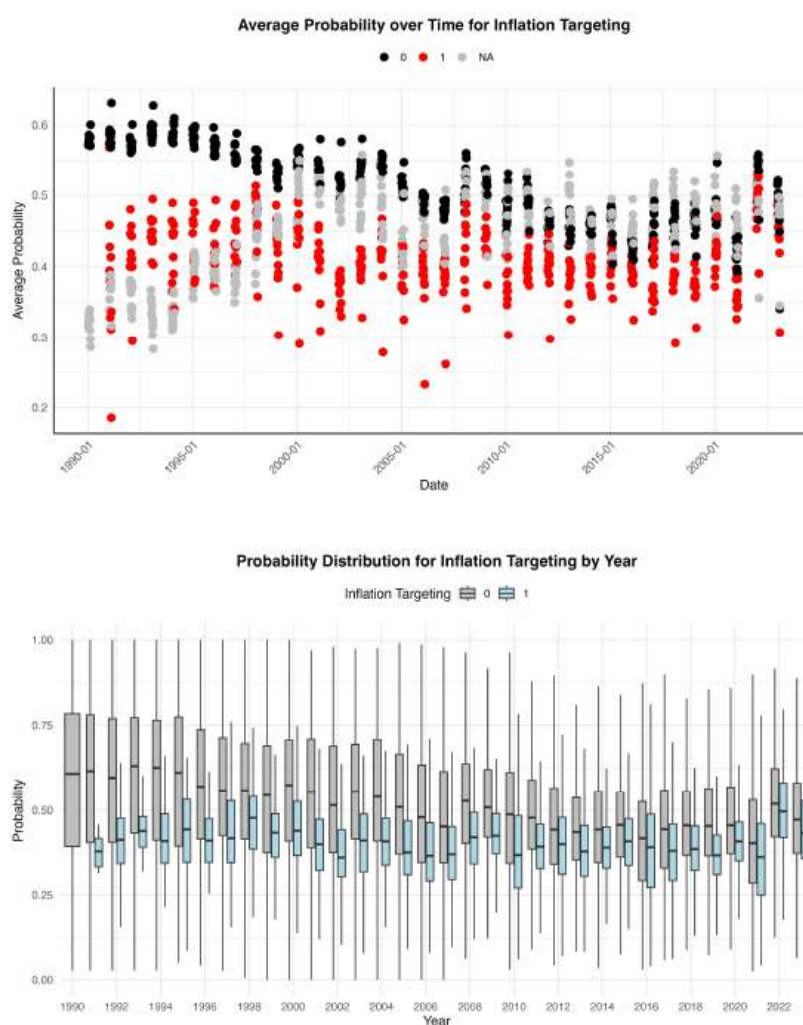 Average Probability over Time for Inflation Targeting
0 1 NA
0.6
0.5
0.4
0.3
0.2
Average Probability
1990-01 1995-01 2000-01 2005-01 2010-01 2015-01 2020-01
Date
Probability Distribution for Inflation Targeting by Year
Inflation Targeting 0 1
1.00
0.75
0.50
0.25
0.00
Probability
1990 1992 1994 1996 1998 2000 2002 2004 2006 2008 2010 2012 2014 2016 2018 2020 2022
Year